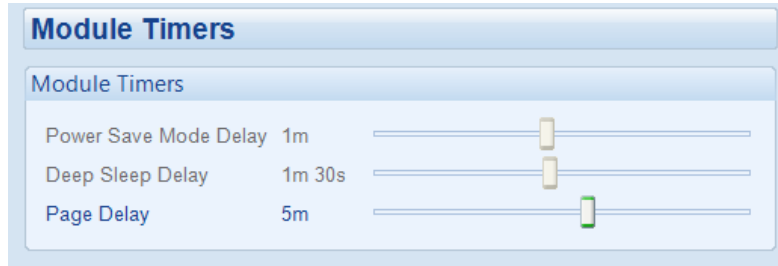 Module Timers
Module Timers
Power Save Mode Delay 1m
Deep Sleep Delay 1m 30s
Page Delay 5m